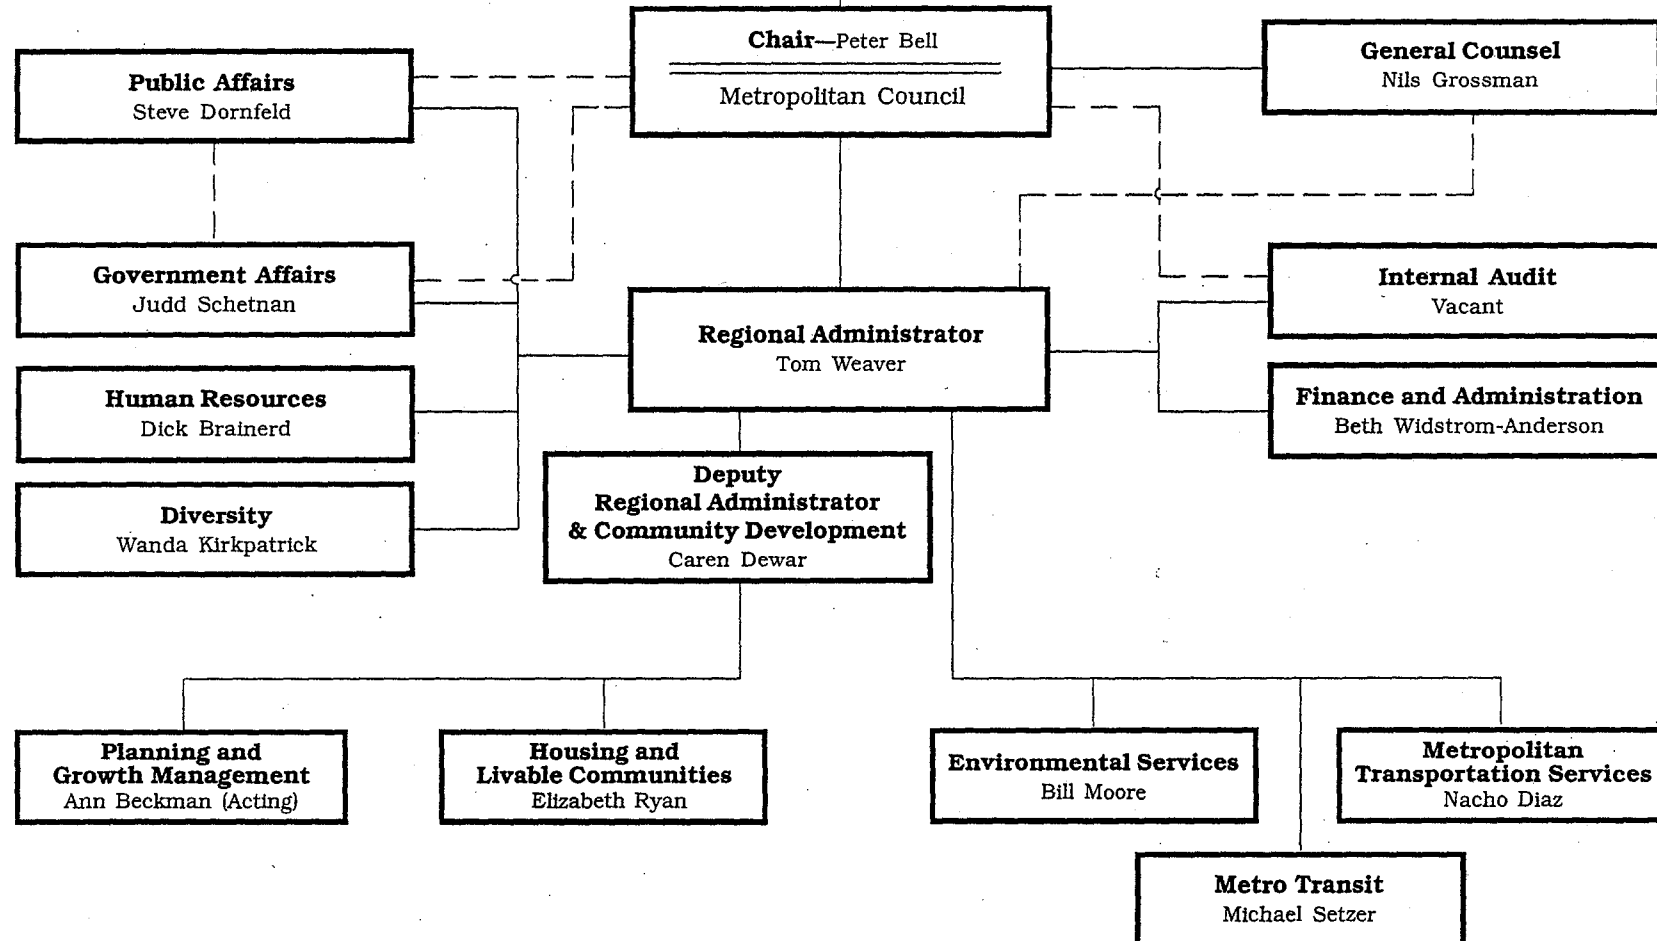 Chair—Peter Bell
Metropolitan Council
General Counsel
Nils Grossman
Public Affairs
Steve Dornfeld
Government Affairs
Judd Schetnan
Regional Administrator
Tom Weaver
Internal Audit
Vacant
Human Resources
Dick Brainerd
Finance and Administration
Beth Widstrom-Anderson
Diversity
Wanda Kirkpatrick
Deputy
Regional Administrator
& Community Development
Caren Dewar
Planning and
Growth Management
Ann Beckman (Acting)
Housing and
Livable Communities
Elizabeth Ryan
Environmental Services
Bill Moore
Metropolitan
Transportation Services
Nacho Diaz
Metro Transit
Michael Setzer